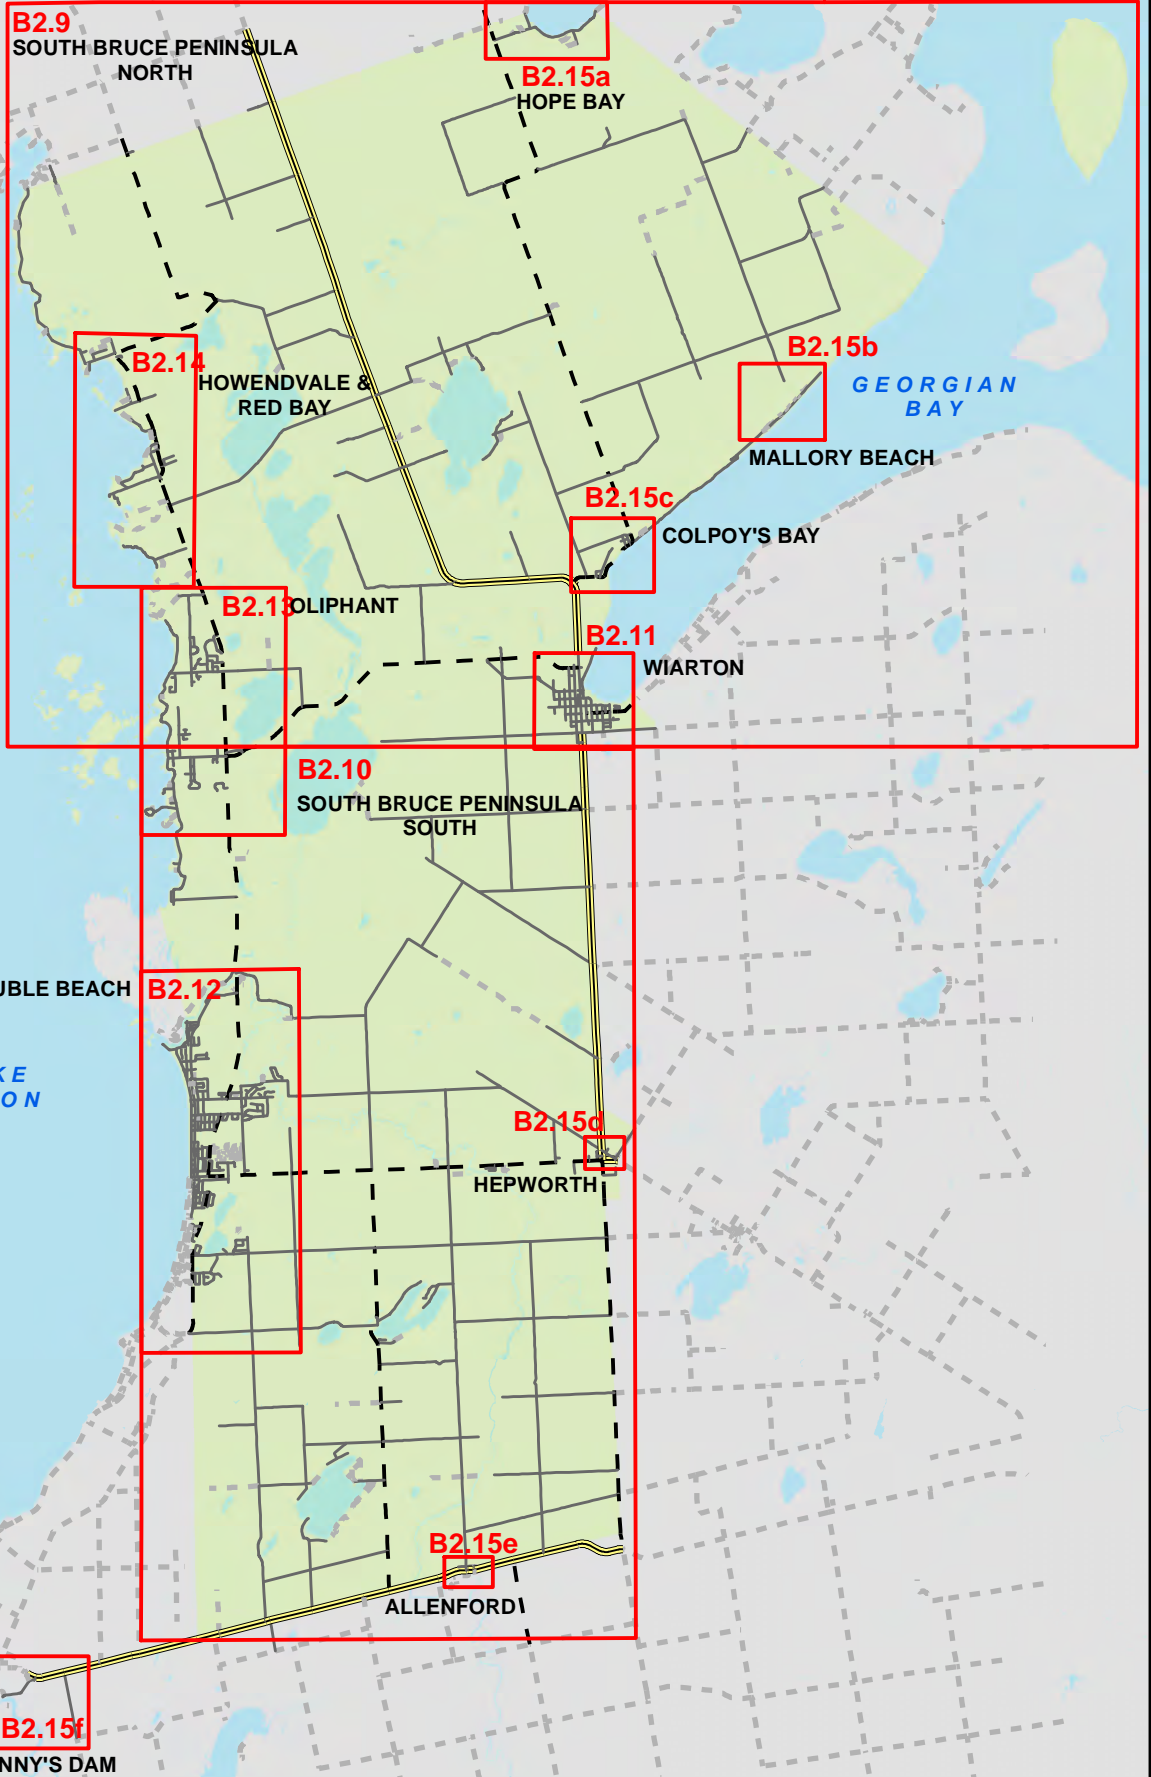 B2.9
SOUTH BRUCE PENINSULA
NORTH
B2.15a
HOPE BAY
B2.14
HOWENDVALE &
RED BAY
B2.15b
GEORGIAN
BAY
MALLORY BEACH
B2.15c
COLPOY'S BAY
B2.13
OLIPHANT
B2.11
WIARTON
B2.10
SOUTH BRUCE PENINSULA
SOUTH
UBLE BEACH
B2.12
KE
ON
B2.15d
HEPWORTH
B2.15e
ALLENFORD
B2.15f
NNY'S DAM